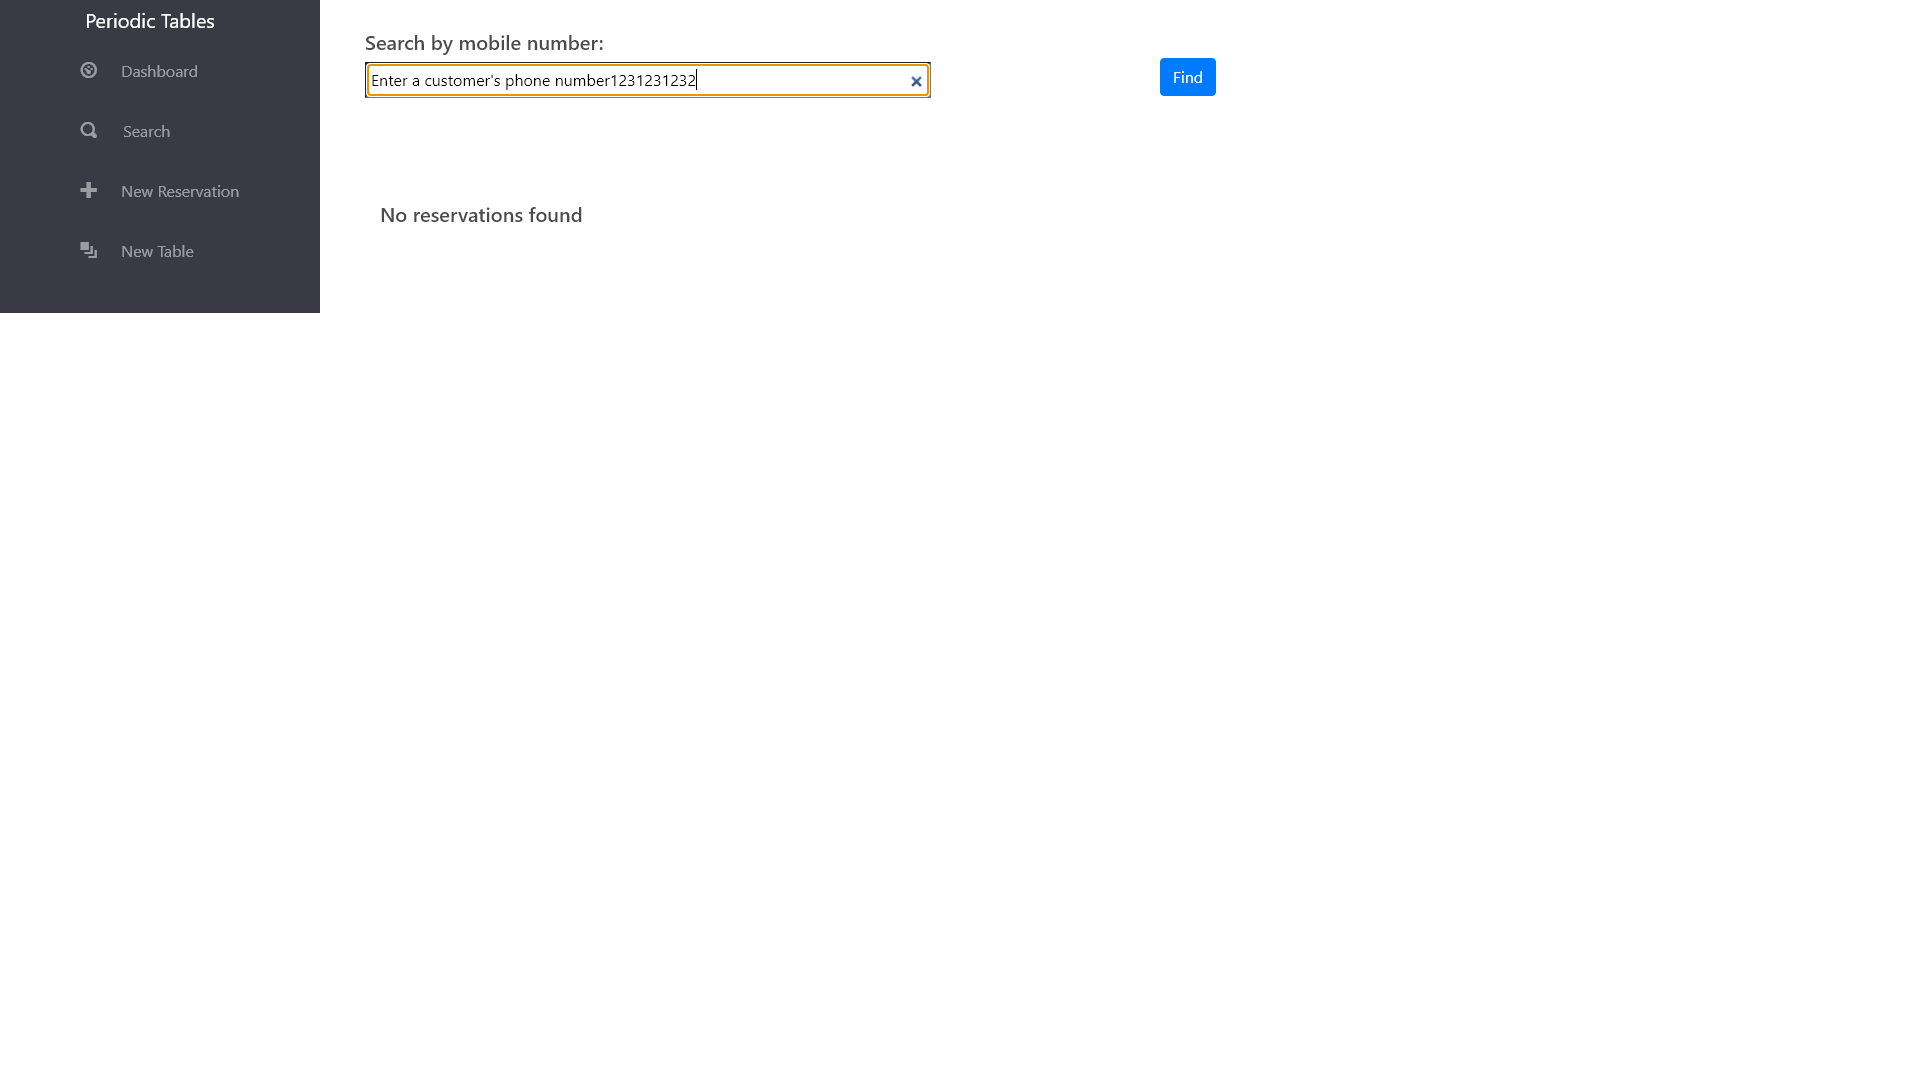 Periodic Tables
Dashboard
Search
New Reservation
New Table
Search by mobile number:
Enter a customer's phone number1231231232
Find
No reservations found